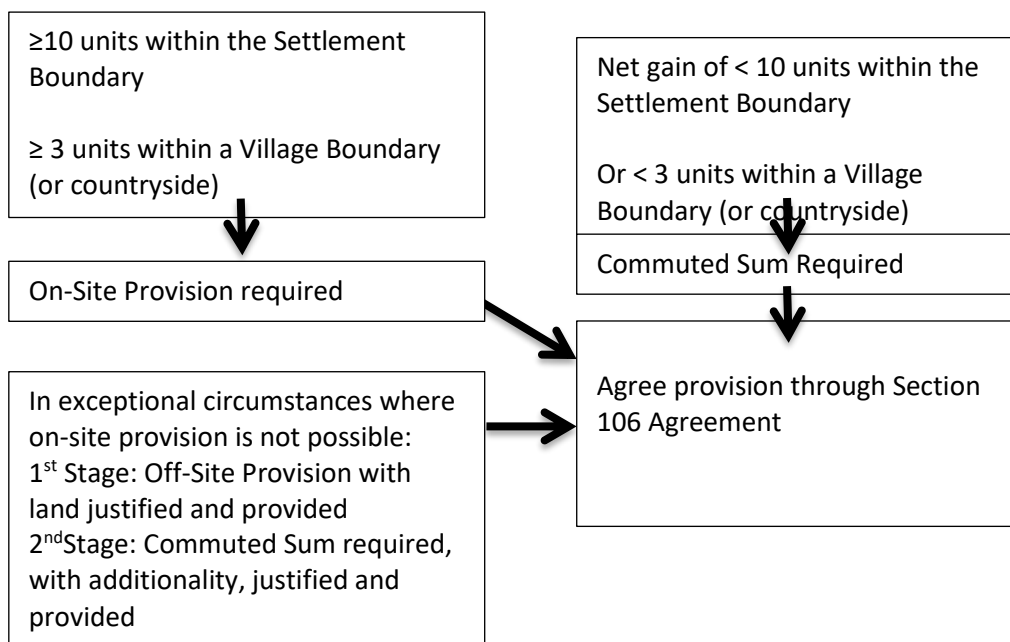 ≥10 units within the Settlement
Boundary
≥ 3 units within a Village Boundary
(or countryside)
On-Site Provision required
In exceptional circumstances where
on-site provision is not possible:
1st Stage: Off-Site Provision with
land justified and provided
2ndStage: Commuted Sum required,
with additionality, justified and
provided
Net gain of < 10 units within the
Settlement Boundary
Or < 3 units within a Village
Boundary (or countryside)
Commuted Sum Required
Agree provision through Section
106 Agreement